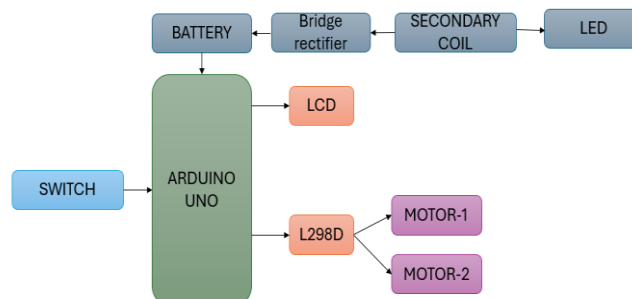 BATTERY
Bridge
rectifier
SECONDARY
COIL
LED
LCD
SWITCH
ARDUINO
UNO
L298D
MOTOR-1
MOTOR-2